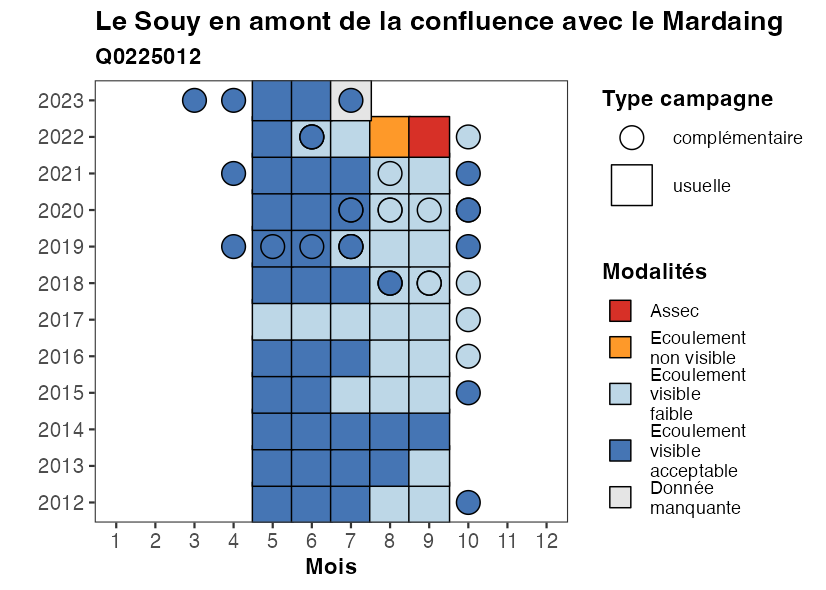 Le Souy en amont de la confluence avec le Mardaing
Q0225012
2023
2022
2021
2020
2019
2018
2017
2016
2015
2014
2013
2012
1 2 3 4 5 6 7 8 9 10 11 12
Mois
Type campagne
complémentaire
usuelle
Modalités
Assec
Ecoulement
non visible
Ecoulement
visible
faible
Ecoulement
visible
acceptable
Donnée
manquante